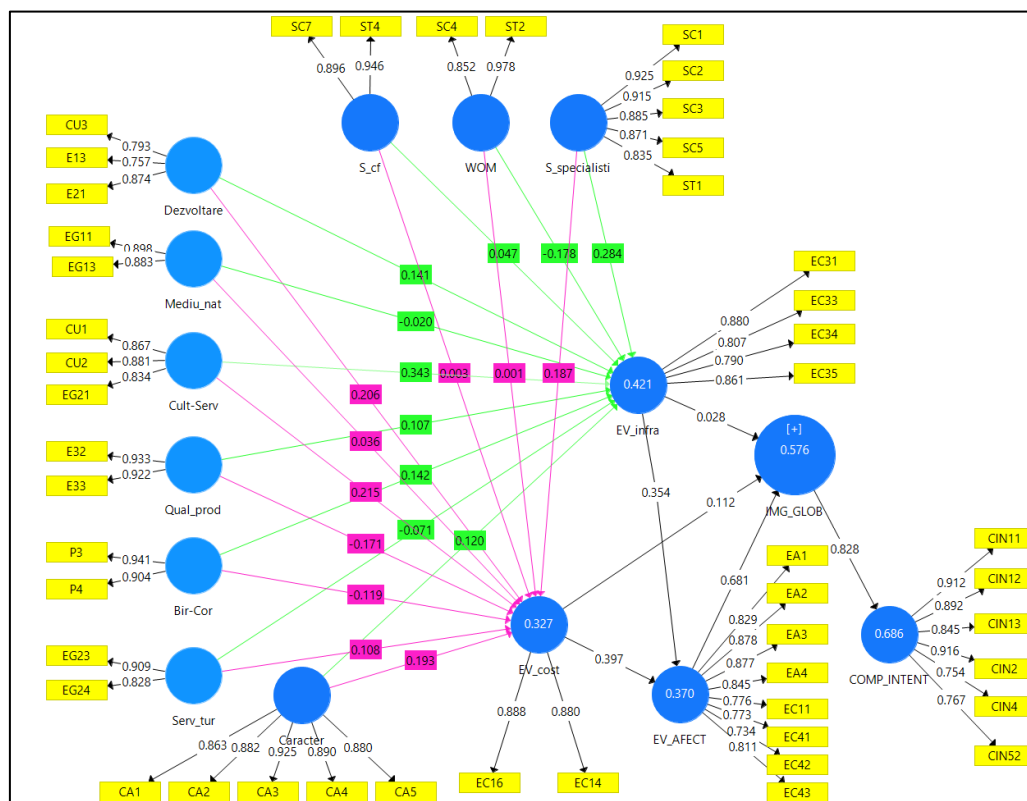 SC7 ST4 SC4 ST2
0.896 0.946 0.852 0.978
S_cf WOM S_specialisti
SC1
SC2
SC3
SC5
ST1
0.925
0.915
0.885
0.871
0.835
CU3
E13
E21
0.793
0.757
0.874
Dezvoltare
EG11
EG13
0.898
0.883
Mediu_nat
CU1
CU2
EG21
0.867
0.881
0.834
Cult-Serv
E32
E33
0.933
0.922
Qual_prod
P3
P4
0.941
0.904
Bir-Cor
EG23
EG24
0.909
0.828
Serv_tur
Caracter
0.863 0.882 0.925 0.890 0.880
CA1 CA2 CA3 CA4 CA5
0.047 -0.178 0.284
0.141
-0.020
0.343
0.107
0.142
-0.071
0.120
0.003 0.001 0.187
0.206
0.036
0.215
-0.171
-0.119
0.108
0.193
0.421
EV_infra
EC31
EC33
EC34
EC35
0.880
0.807
0.790
0.861
0.028
0.354
0.112
[+]
0.576
IMG_GLOB
0.327
EV_cost
0.888 0.880
EC16 EC14
0.397
0.681
0.828
0.370
EV_AFECT
EA1
EA2
EA3
EA4
EC11
EC41
EC42
EC43
0.829
0.878
0.877
0.845
0.776
0.773
0.734
0.811
0.686
COMP_INTENT
CIN11
CIN12
CIN13
CIN2
CIN4
CIN52
0.912
0.892
0.845
0.916
0.754
0.767